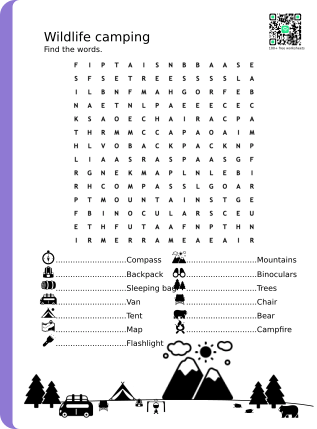 Wildlife camping
Find the words.
100+ free worksheets
F I P T A I S N B B A A S E
S F S E T R E E S S S S L A
I L B N F M A H G O R F E B
N A E T N L P A E E E C E C
K S A O E C H A I R A C P A
T H R M M C C A P A O A I M
H L V O B A C K P A C K N P
L I A A S R A S P A A S G F
R G N E K M A P L N L E B I
R H C O M P A S S L G O A R
P T M O U N T A I N S T G E
F B I N O C U L A R S C E U
E T H F U T A A F N P T H N
I R M E R R A M E A E A I R
Compass
Mountains
Backpack
Binoculars
Sleeping bag
Trees
Van
Chair
Tent
Bear
Map
Campfire
Flashlight